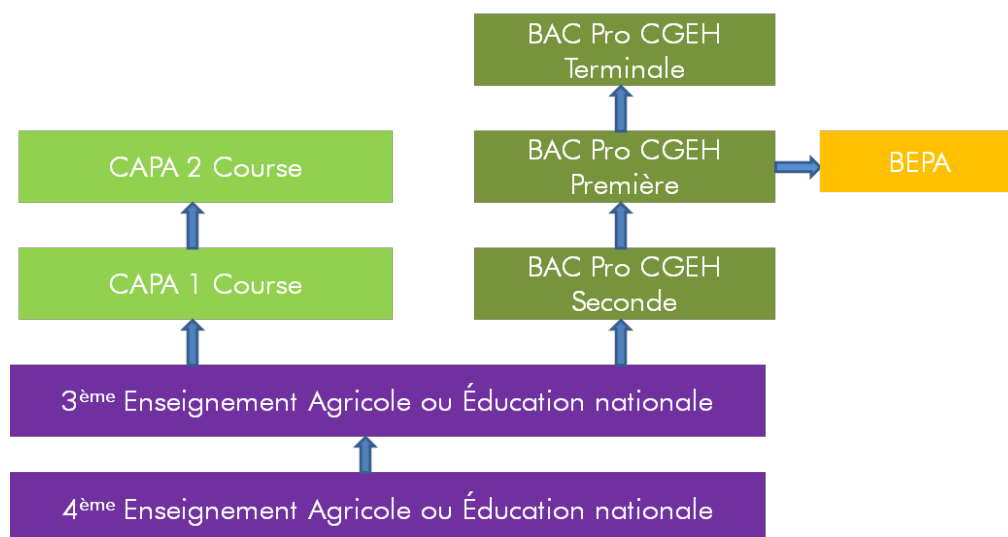 BAC Pro CGEH
Terminale
CAPA 2 Course
BAC Pro CGEH
Première
BEPA
CAPA 1 Course
BAC Pro CGEH
Seconde
3ème Enseignement Agricole ou Éducation nationale
4ème Enseignement Agricole ou Éducation nationale